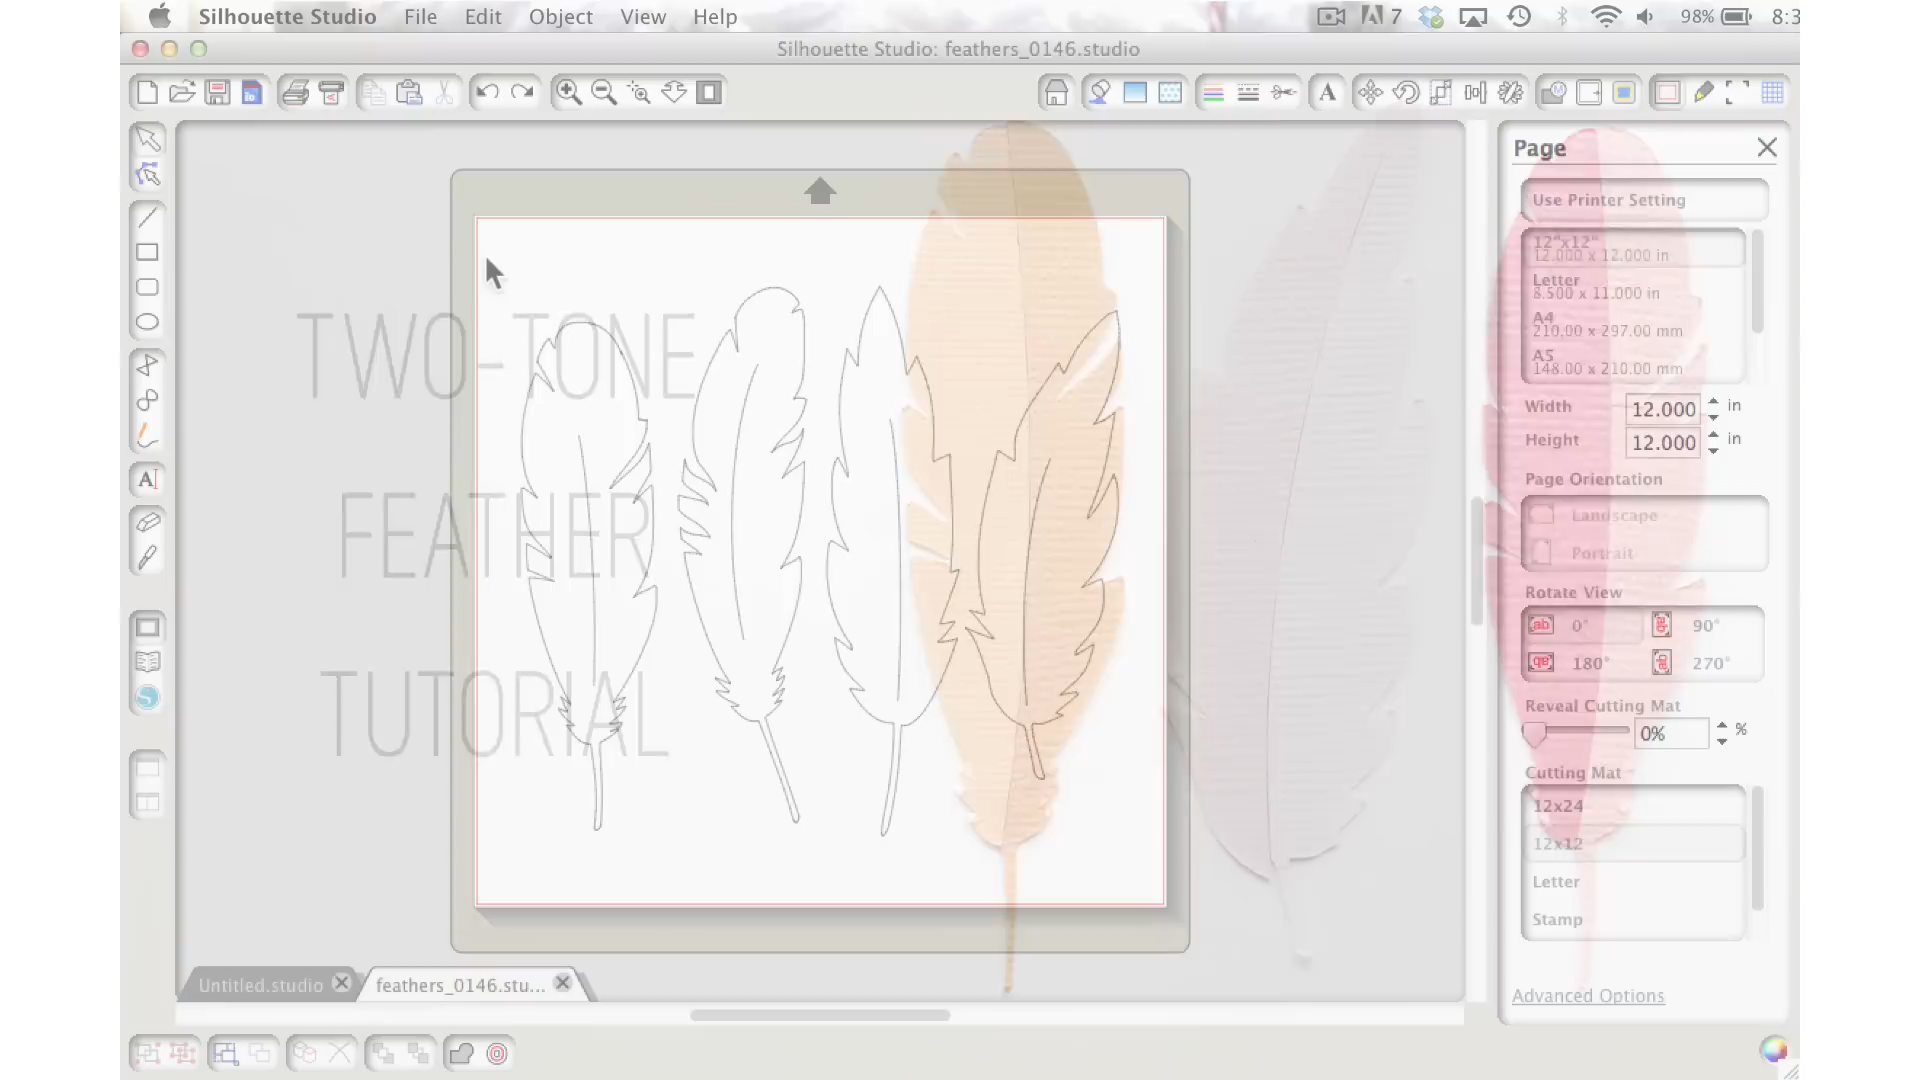 Silhouette Studio File Edit Object View Help 7 98% 8:3
Silhouette Studio: feathers_0146.studio
Page
Use Printer Setting
12"x12"
12.000 x 12.000 in
Letter
8.500 x 11.000 in
A4
210.00 x 297.00 mm
A5
148.00 x 210.00 mm
Width 12.000 in
Height 12.000 in
Page Orientation
Landscape
Portrait
Rotate View
0° 90°
180° 270°
Reveal Cutting Mat
0% %
Cutting Mat
12x24
12x12
Letter
Stamp
Advanced Options
TWO-TONE
FEATHER
TUTORIAL
Untitled.studio feathers_0146.stu...